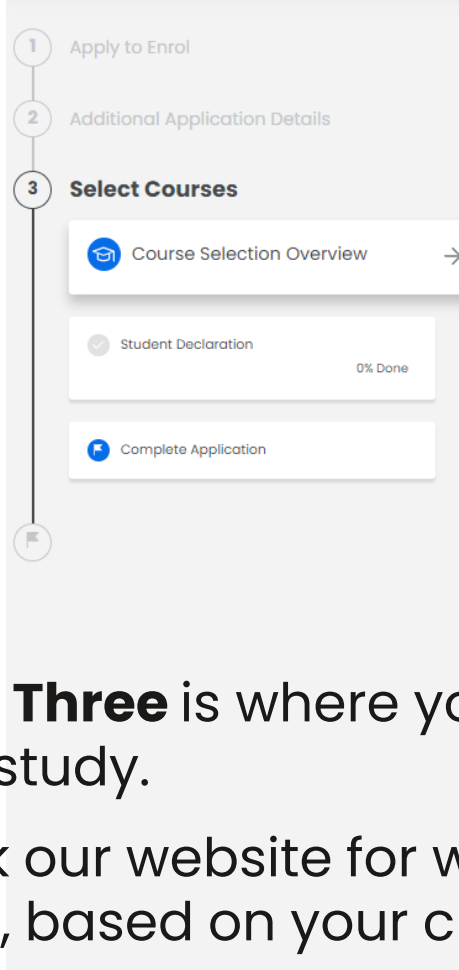 1 Apply to Enrol
2 Additional Application Details
3 Select Courses
Course Selection Overview
Student Declaration
0% Done
Complete Application
Three is where yo
study.
k our website for w
, based on your c